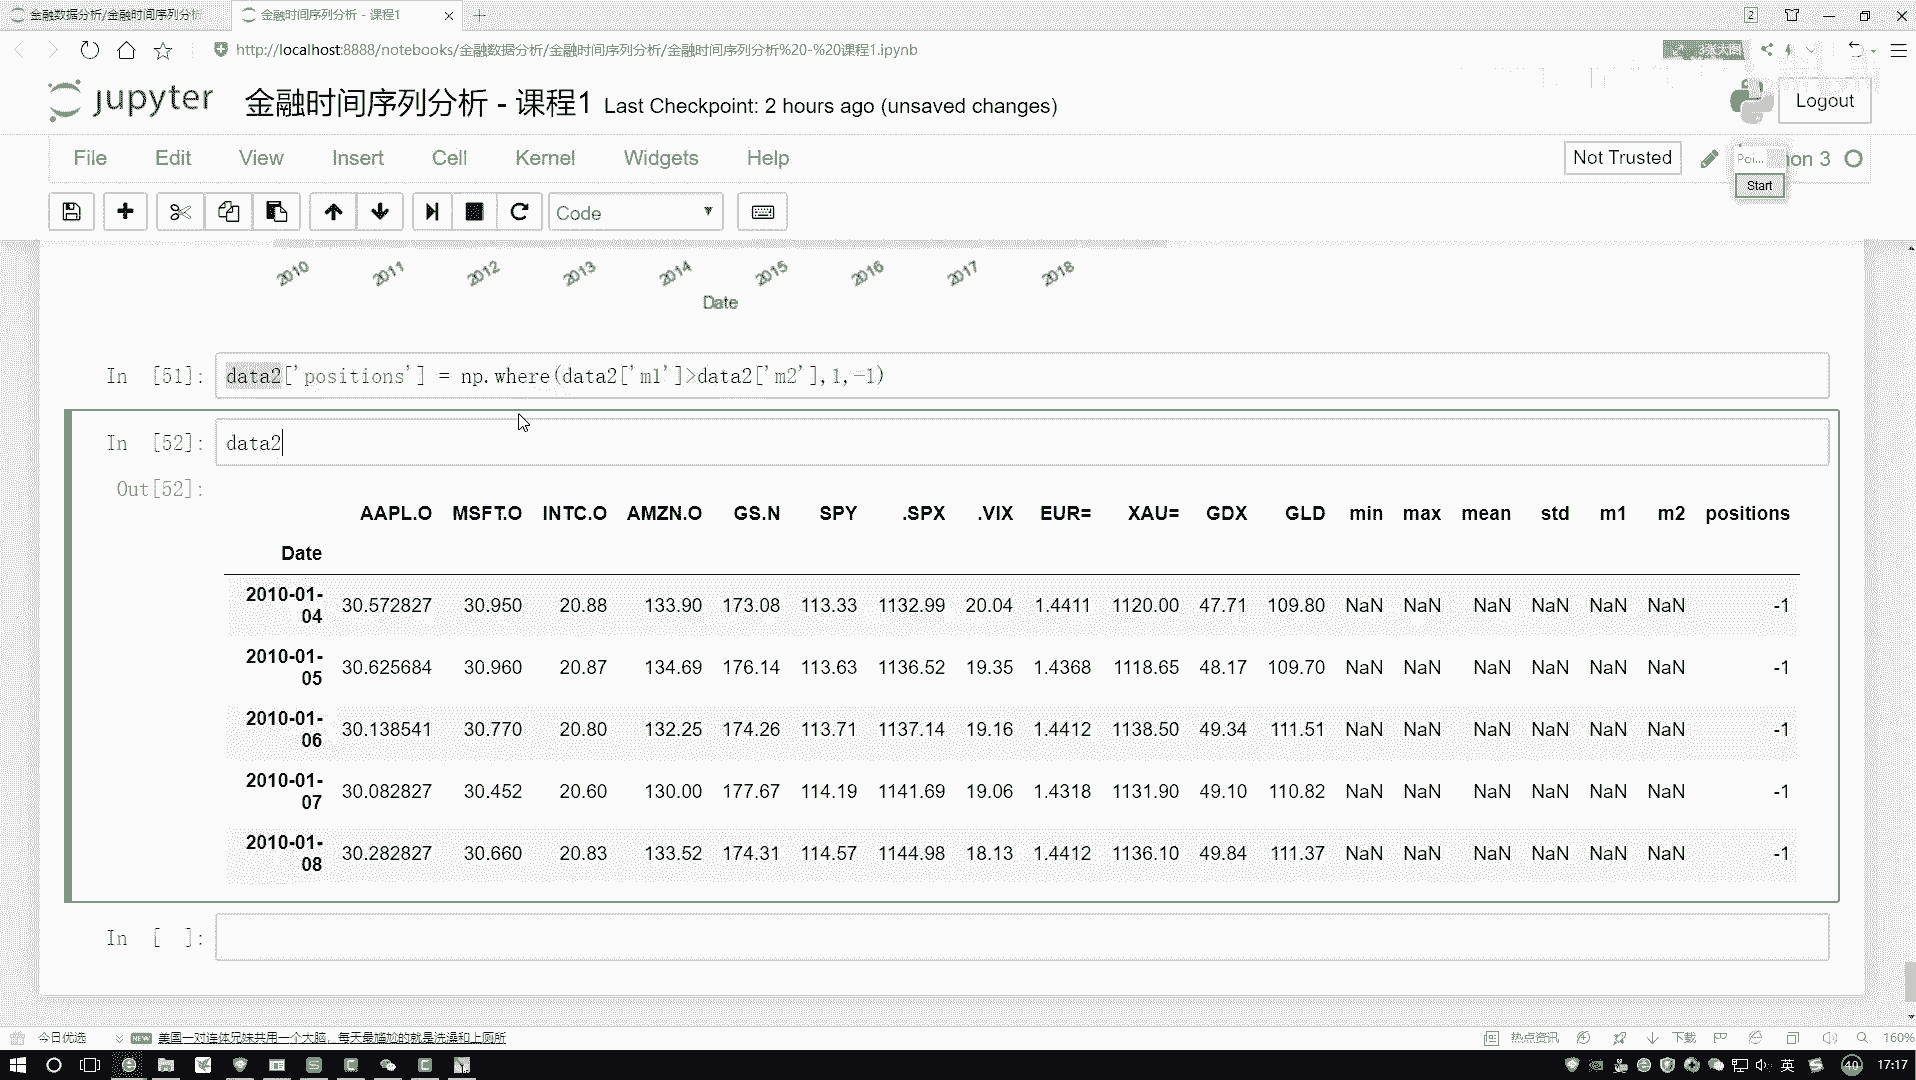 金融数据分析/金融时间序列分析
金融时间序列分析 - 课程1
2
http://localhost:8888/notebooks/金融数据分析/金融时间序列分析/金融时间序列分析%20-%20课程1.ipynb
3张大图
jupyter 金融时间序列分析 - 课程1 Last Checkpoint: 2 hours ago (unsaved changes)
Logout
File Edit View Insert Cell Kernel Widgets Help
Not Trusted
Poi... on 3
Start
Code
2010 2011 2012 2013 2014 2015 2016 2017 2018
Date
In [51]: data2['positions'] = np.where(data2['m1']>data2['m2'],1,-1)
In [52]: data2
Out[52]:
AAPL.O MSFT.O INTC.O AMZN.O GS.N SPY .SPX .VIX EUR= XAU= GDX GLD min max mean std m1 m2 positions
Date
2010-01-
04 30.572827 30.950 20.88 133.90 173.08 113.33 1132.99 20.04 1.4411 1120.00 47.71 109.80 NaN NaN NaN NaN NaN NaN -1
2010-01-
05 30.625684 30.960 20.87 134.69 176.14 113.63 1136.52 19.35 1.4368 1118.65 48.17 109.70 NaN NaN NaN NaN NaN NaN -1
2010-01-
06 30.138541 30.770 20.80 132.25 174.26 113.71 1137.14 19.16 1.4412 1138.50 49.34 111.51 NaN NaN NaN NaN NaN NaN -1
2010-01-
07 30.082827 30.452 20.60 130.00 177.67 114.19 1141.69 19.06 1.4318 1131.90 49.10 110.82 NaN NaN NaN NaN NaN NaN -1
2010-01-
08 30.282827 30.660 20.83 133.52 174.31 114.57 1144.98 18.13 1.4412 1136.10 49.84 111.37 NaN NaN NaN NaN NaN NaN -1
In [ ]:
今日优选 NEW 美国一对连体兄妹共用一个大脑，每天最尴尬的就是洗澡和上厕所
热点资讯 下载 160%
英 40 17:17